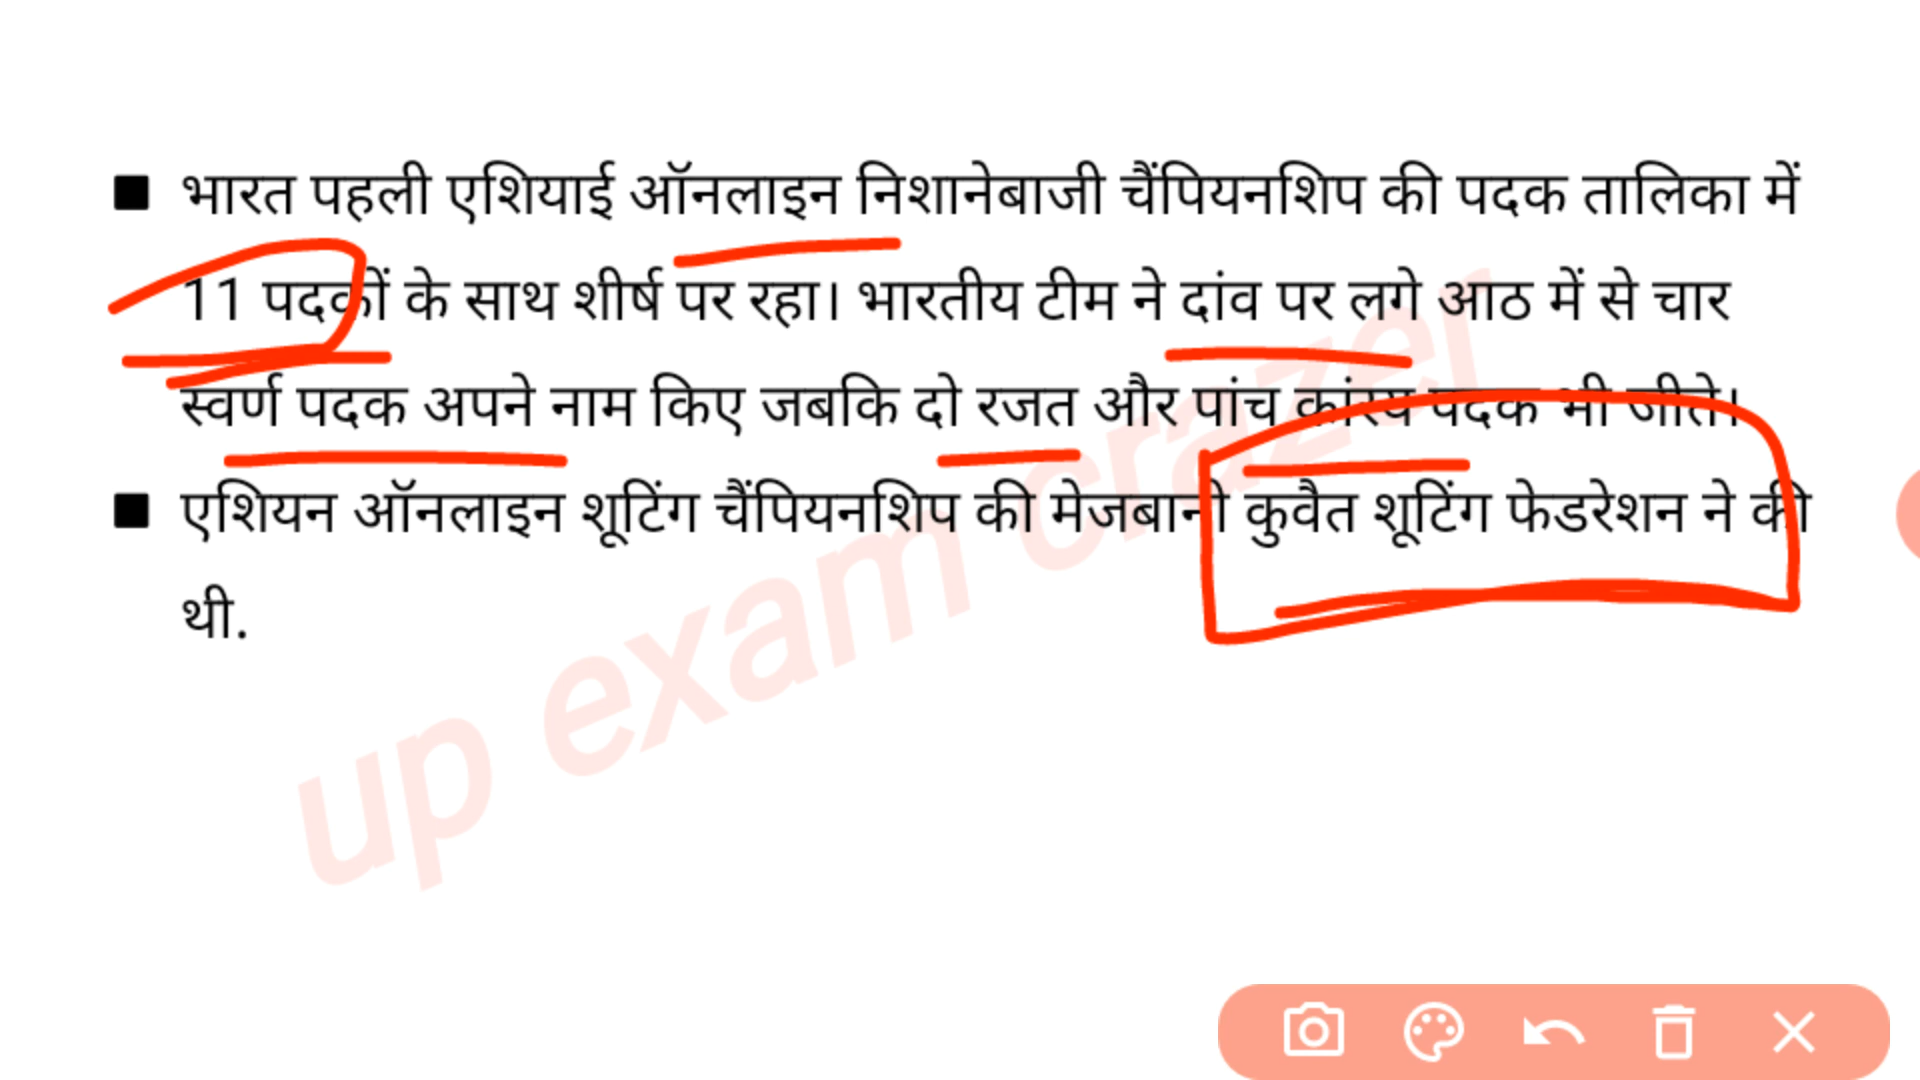 ■ भारत पहली एशियाई ऑनलाइन निशानेबाजी चैंपियनशिप की पदक तालिका में
11 पदकों के साथ शीर्ष पर रहा। भारतीय टीम ने दांव पर लगे आठ में से चार
स्वर्ण पदक अपने नाम किए जबकि दो रजत और पांच कांस्य पदक भी जीते।
■ एशियन ऑनलाइन शूटिंग चैंपियनशिप की मेजबानी कुवैत शूटिंग फेडरेशन ने की
थी.
up exam crazej